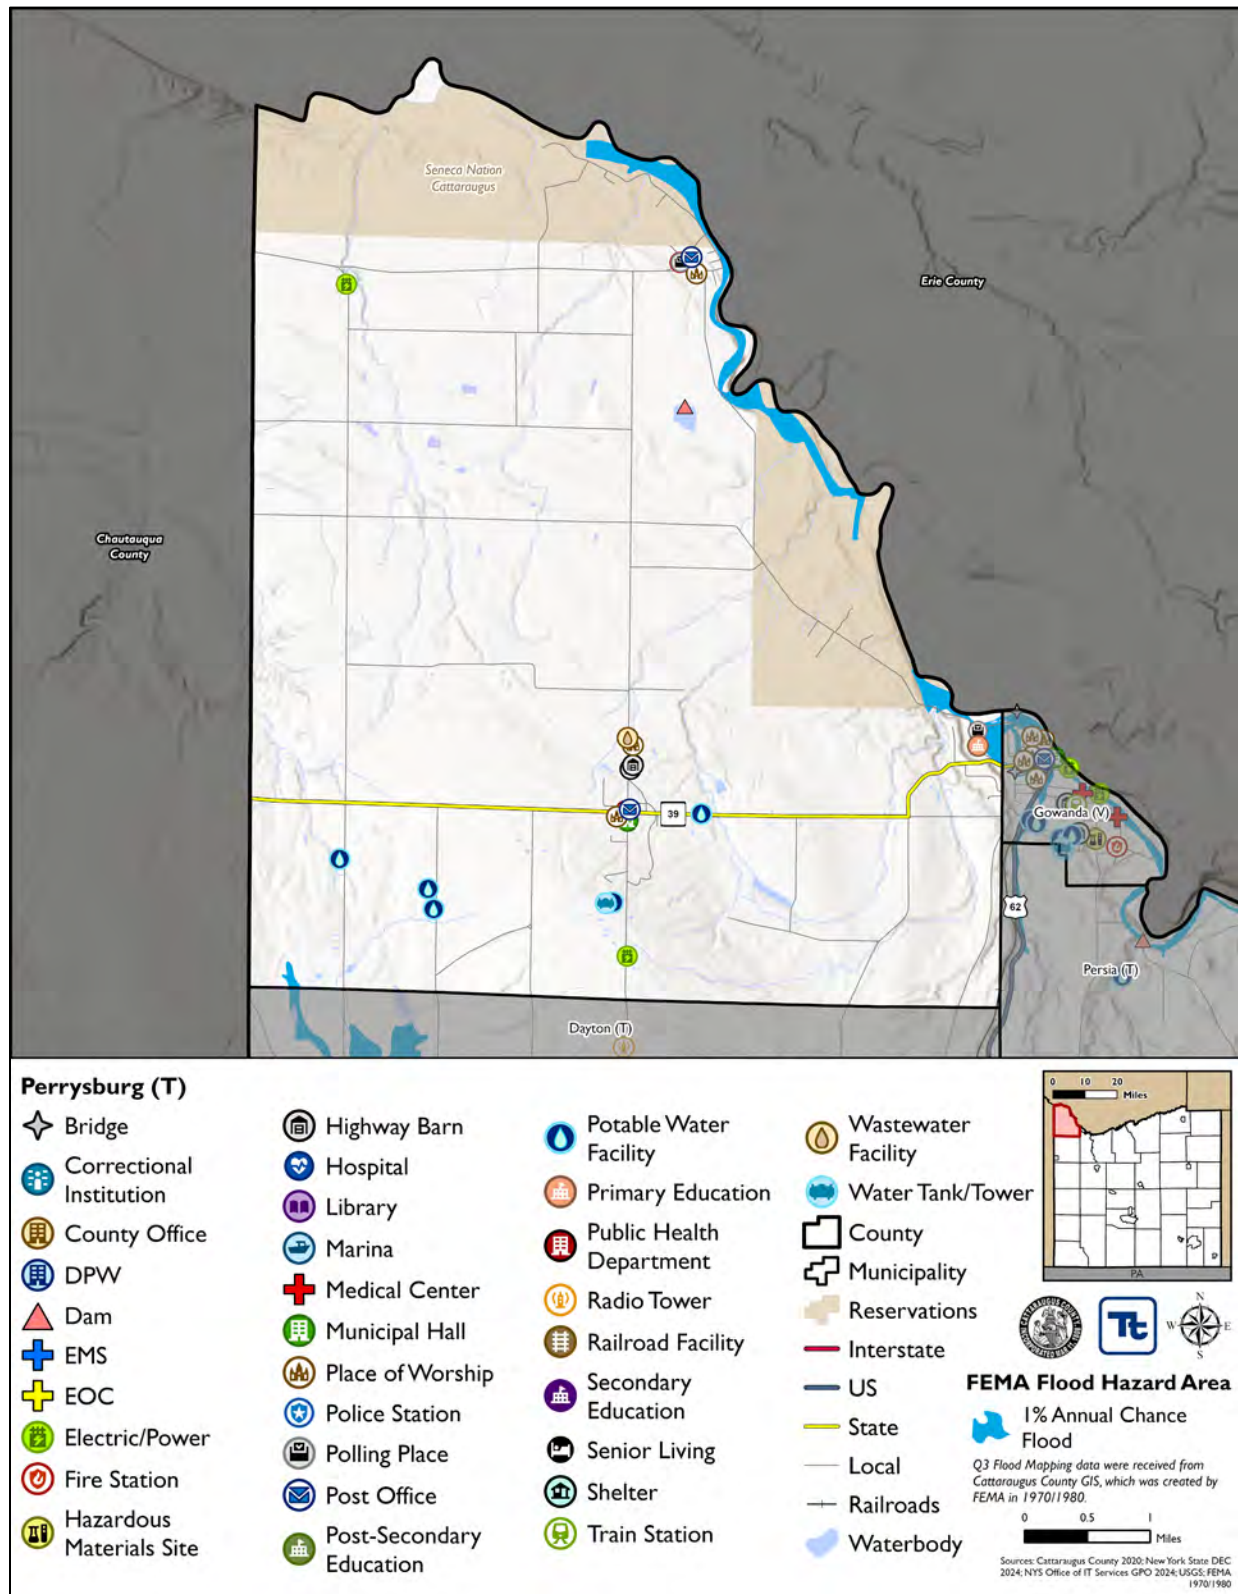 Seneca Nation
Cattaraugus
Erie County
Chautauqua
County
39
Gowanda (V)
62
Persia (T)
Dayton (T)
Perrysburg (T)
Bridge
Correctional
Institution
County Office
DPW
Dam
EMS
EOC
Electric/Power
Fire Station
Hazardous
Materials Site
Highway Barn
Hospital
Library
Marina
Medical Center
Municipal Hall
Place of Worship
Police Station
Polling Place
Post Office
Post-Secondary
Education
Potable Water
Facility
Primary Education
Public Health
Department
Radio Tower
Railroad Facility
Secondary
Education
Senior Living
Shelter
Train Station
Wastewater
Facility
Water Tank/Tower
County
Municipality
Reservations
Interstate
US
State
Local
Railroads
Waterbody
0 10 20
Miles
PA
Tt
N
W E
S
FEMA Flood Hazard Area
1% Annual Chance
Flood
Q3 Flood Mapping data were received from
Cattaraugus County GIS, which was created by
FEMA in 1970/1980.
0 0.5 1
Miles
Sources: Cattaraugus County 2020; New York State DEC
2024; NYS Office of IT Services GPO 2024; USGS; FEMA
1970/1980